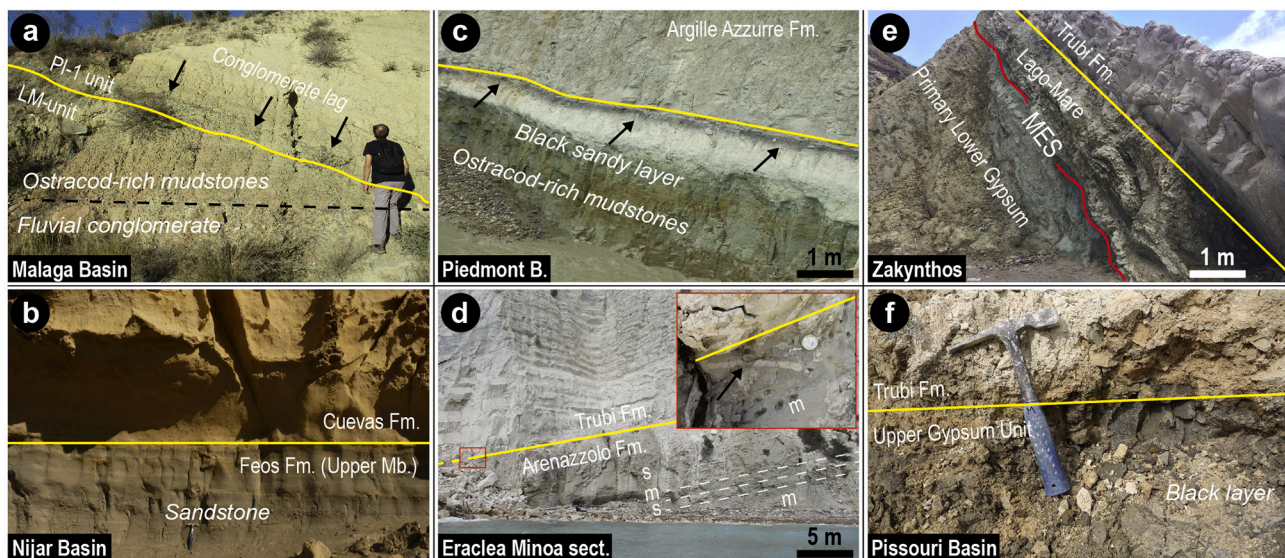 a
Pl-1 unit
LM-unit
Conglomerate lag
Ostracod-rich mudstones
Fluvial conglomerate
Malaga Basin
b
Cuevas Fm.
Feos Fm. (Upper Mb.)
Sandstone
Nijar Basin
c
Argille Azzurre Fm.
Black sandy layer
Ostracod-rich mudstones
1 m
Piedmont B.
d
m
Trubi Fm.
Arenazzolo Fm.
s
m
s
m
5 m
Eraclea Minoa sect.
e
Trubi Fm.
Lago-Mare
MES
Primary Lower Gypsum
1 m
Zakynthos
f
Trubi Fm.
Upper Gypsum Unit
Black layer
Pissouri Basin